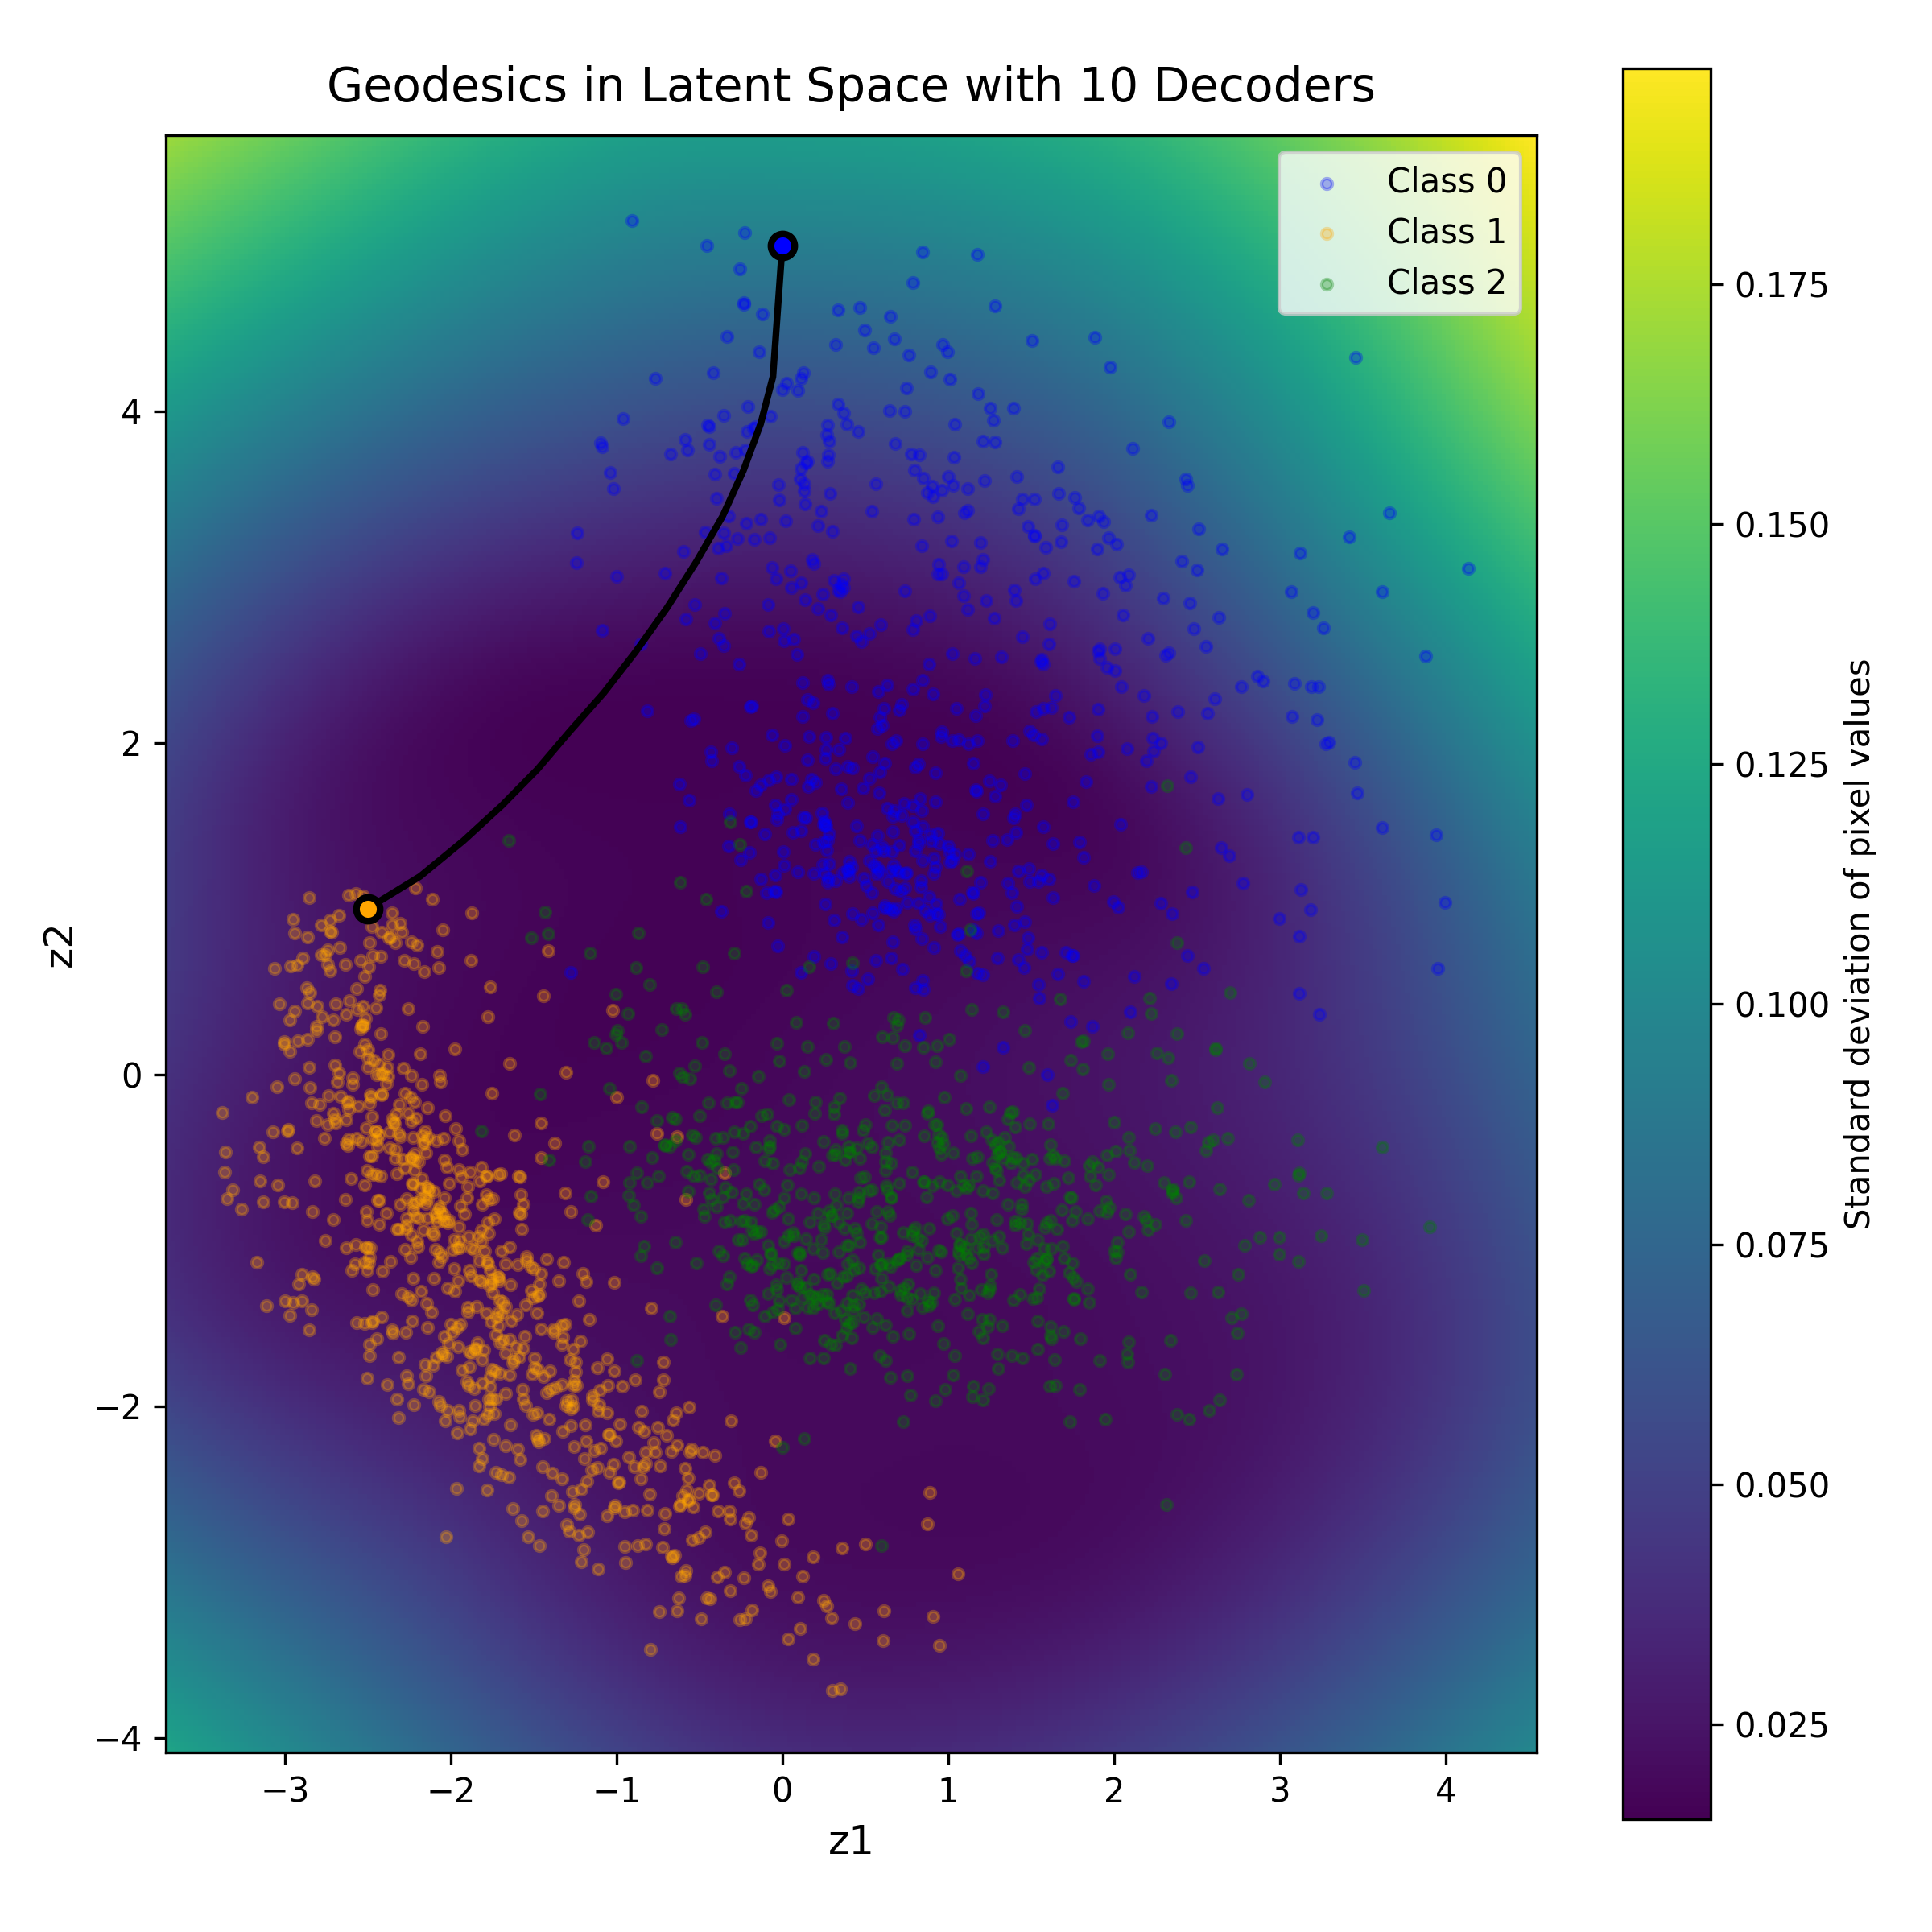 Geodesics in Latent Space with 10 Decoders
Class 0
Class 1
Class 2
4
2
0
−2
−4
z2
−3
−2
−1
0
1
2
3
4
z1
0.175
0.150
0.125
0.100
0.075
0.050
0.025
Standard deviation of pixel values